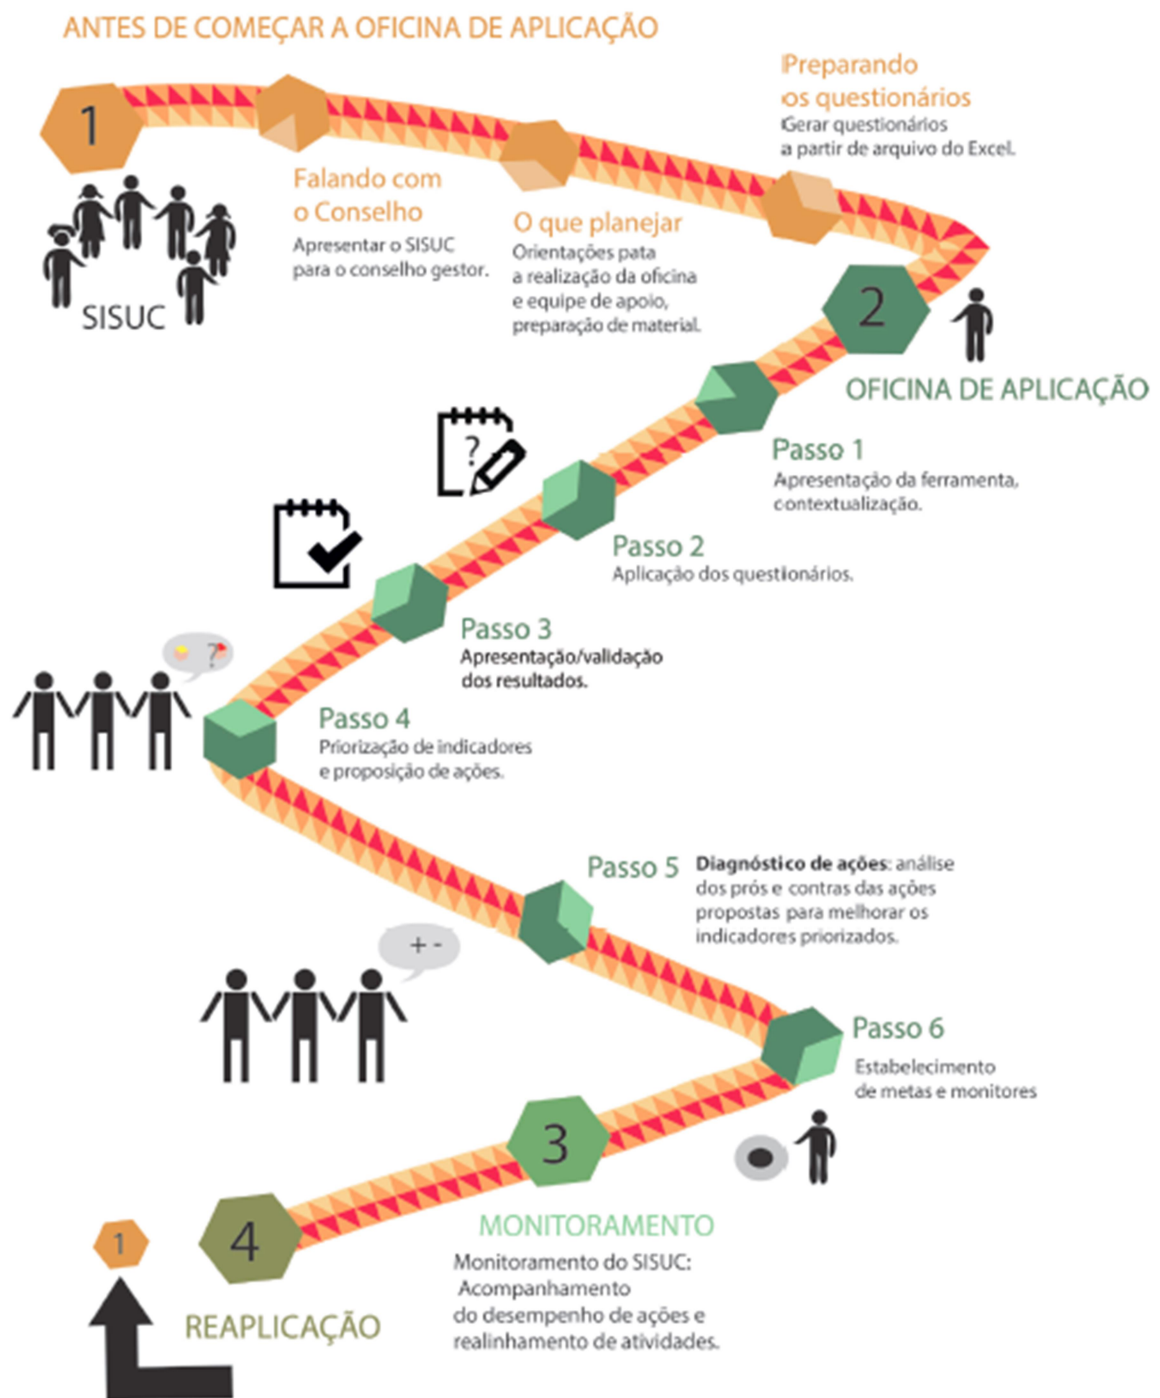 ANTES DE COMEÇAR A OFICINA DE APLICAÇÃO
1
SISUC
Falando com
o Conselho
Apresentar o SISUC
para o conselho gestor.
O que planejar
Orientações pata
a realização da oficina
e equipe de apoio,
preparação de material.
Preparando
os questionários
Gerar questionários
a partir de arquivo do Excel.
2
OFICINA DE APLICAÇÃO
Passo 1
Apresentação da ferramenta,
contextualização.
?
Passo 2
Aplicação dos questionários.
Passo 3
Apresentação/validação
dos resultados.
?
Passo 4
Priorização de indicadores
e proposição de ações.
Passo 5
Diagnóstico de ações: análise
dos prós e contras das ações
propostas para melhorar os
indicadores priorizados.
+ -
Passo 6
Estabelecimento
de metas e monitores
3
MONITORAMENTO
Monitoramento do SISUC:
Acompanhamento
do desempenho de ações e
realinhamento de atividades.
4
REAPLICAÇÃO
1